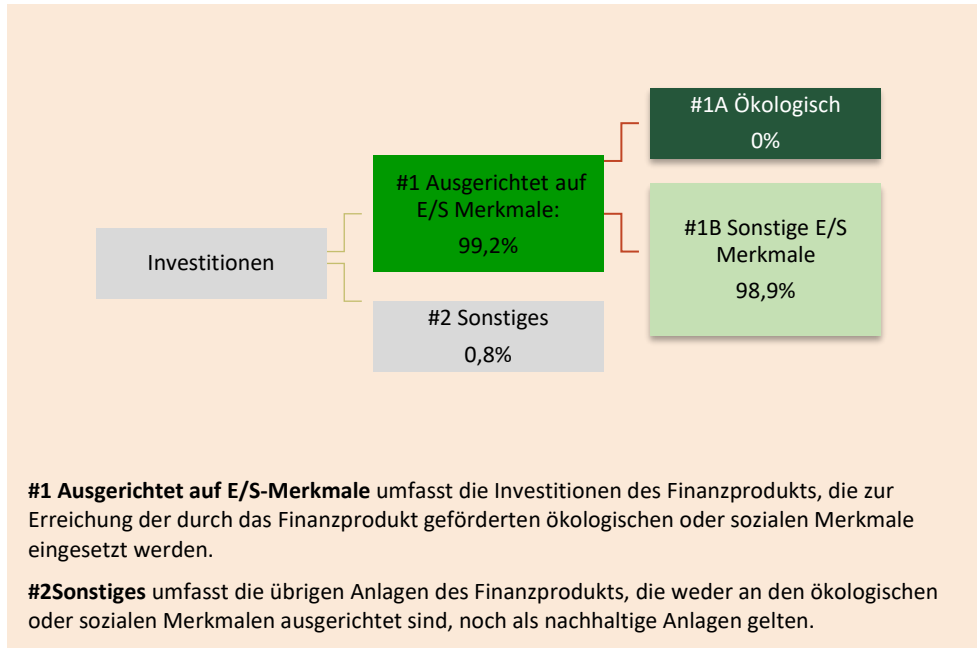 Investitionen
#1 Ausgerichtet auf
E/S Merkmale:
99,2%
#2 Sonstiges
0,8%
#1A Ökologisch
0%
#1B Sonstige E/S
Merkmale
98,9%
#1 Ausgerichtet auf E/S-Merkmale umfasst die Investitionen des Finanzprodukts, die zur
Erreichung der durch das Finanzprodukt geförderten ökologischen oder sozialen Merkmale
eingesetzt werden.
#2Sonstiges umfasst die übrigen Anlagen des Finanzprodukts, die weder an den ökologischen
oder sozialen Merkmalen ausgerichtet sind, noch als nachhaltige Anlagen gelten.